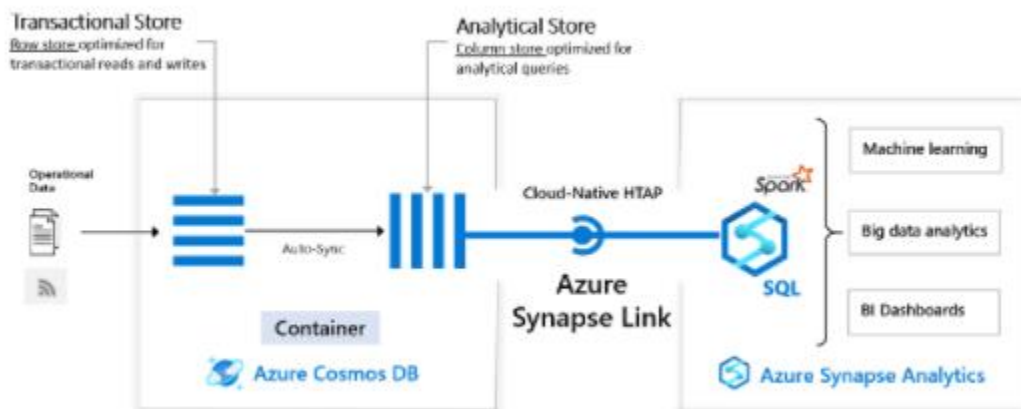 Transactional Store
Row store optimized for
transactional reads and writes
Analytical Store
Column store optimized for
analytical queries
Operational
Data
Auto-Sync
Container
Azure Cosmos DB
Cloud-Native HTAP
Azure
Synapse Link
Spark
SQL
Machine learning
Big data analytics
BI Dashboards
Azure Synapse Analytics